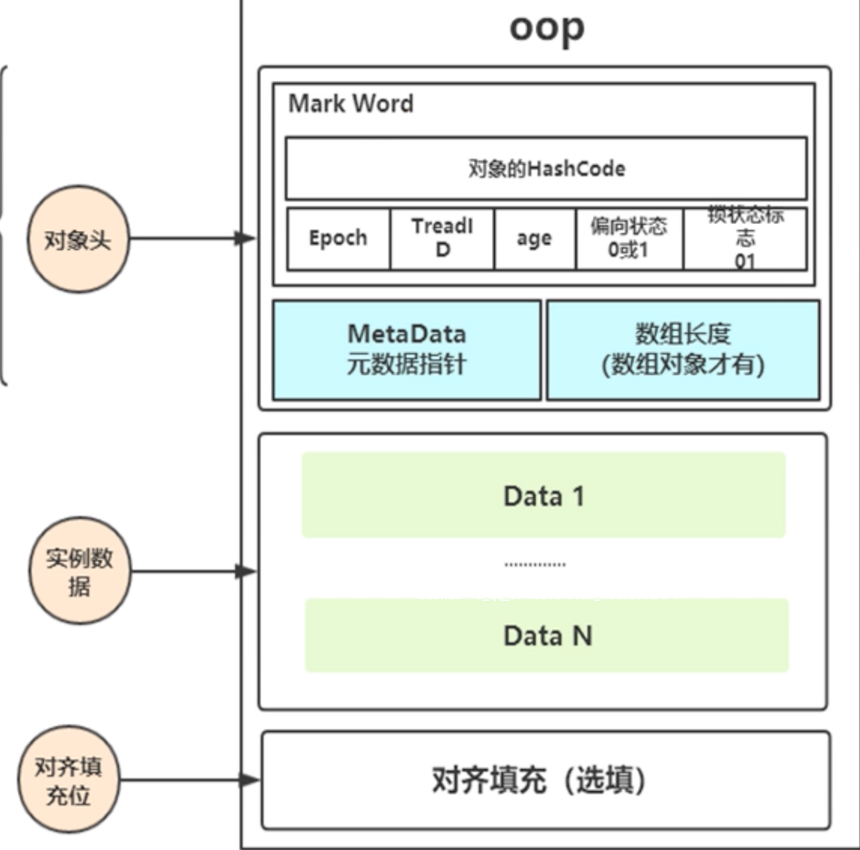 oop
Mark Word
对象的HashCode
Epoch
TreadI
D
age
偏向状态
0或1
锁状态标
志
01
对象头
MetaData
元数据指针
数组长度
(数组对象才有)
Data 1
.............
实例数
据
Data N
对齐填
充位
对齐填充（选填）